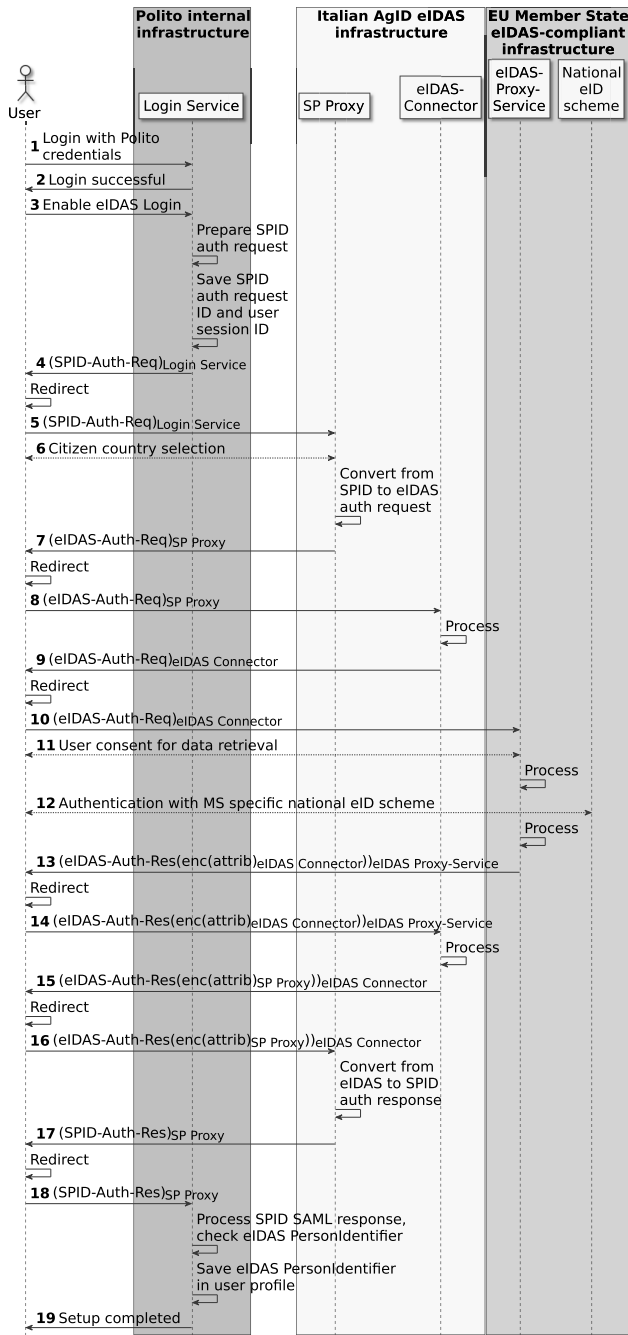 Polito internal
infrastructure
Italian AgID eIDAS
infrastructure
EU Member State
eIDAS-compliant
infrastructure
User
Login Service
SP Proxy
eIDAS-
Connector
eIDAS-
Proxy-
Service
National
eID
scheme
1 Login with Polito
credentials
2 Login successful
3 Enable eIDAS Login
Prepare SPID
auth request
Save SPID
auth request
ID and user
session ID
4 (SPID-Auth-Req)Login Service
Redirect
5 (SPID-Auth-Req)Login Service
6 Citizen country selection
Convert from
SPID to eIDAS
auth request
7 (eIDAS-Auth-Req)SP Proxy
Redirect
8 (eIDAS-Auth-Req)SP Proxy
Process
9 (eIDAS-Auth-Req)eIDAS Connector
Redirect
10 (eIDAS-Auth-Req)eIDAS Connector
11 User consent for data retrieval
Process
12 Authentication with MS specific national eID scheme
Process
13 (eIDAS-Auth-Res(enc(attrib)eIDAS Connector))eIDAS Proxy-Service
Redirect
14 (eIDAS-Auth-Res(enc(attrib)eIDAS Connector))eIDAS Proxy-Service
Process
15 (eIDAS-Auth-Res(enc(attrib)SP Proxy))eIDAS Connector
Redirect
16 (eIDAS-Auth-Res(enc(attrib)SP Proxy))eIDAS Connector
Convert from
eIDAS to SPID
auth response
17 (SPID-Auth-Res)SP Proxy
Redirect
18 (SPID-Auth-Res)SP Proxy
Process SPID SAML response,
check eIDAS PersonIdentifier
Save eIDAS PersonIdentifier
in user profile
19 Setup completed